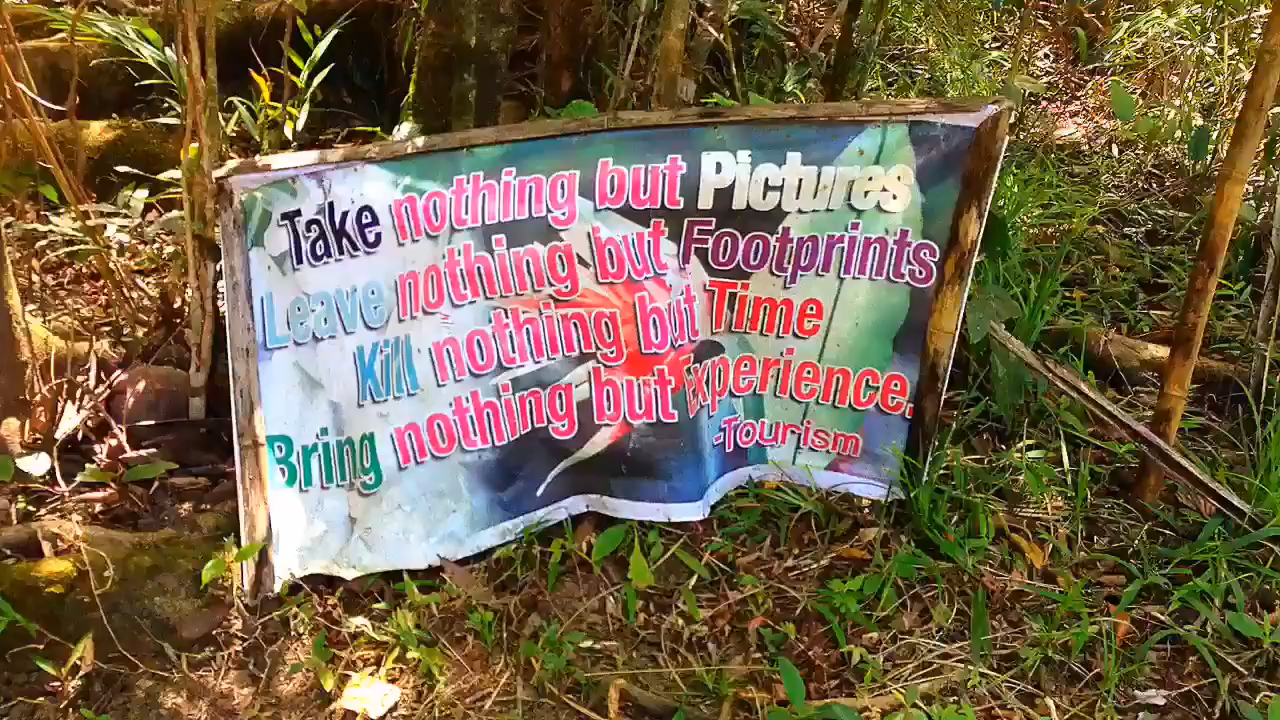 Take nothing but Pictures
Leave nothing but Footprints
Kill nothing but Time
Bring nothing but Experience.
-Tourism